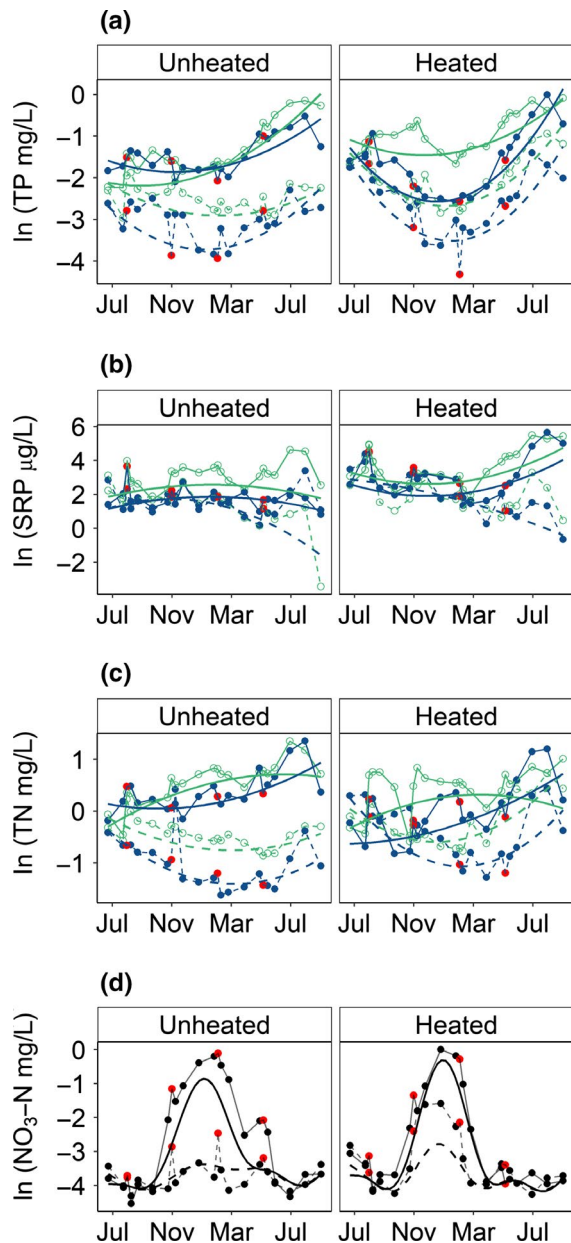 (a)
Unheated Heated
ln (TP mg/L)
0
−1
−2
−3
−4
Jul Nov Mar Jul Jul Nov Mar Jul
(b)
Unheated Heated
ln (SRP µg/L)
6
4
2
0
−2
Jul Nov Mar Jul Jul Nov Mar Jul
(c)
Unheated Heated
ln (TN mg/L)
1
0
−1
Jul Nov Mar Jul Jul Nov Mar Jul
(d)
Unheated Heated
ln (NO₃−N mg/L)
0
−1
−2
−3
−4
Jul Nov Mar Jul Jul Nov Mar Jul